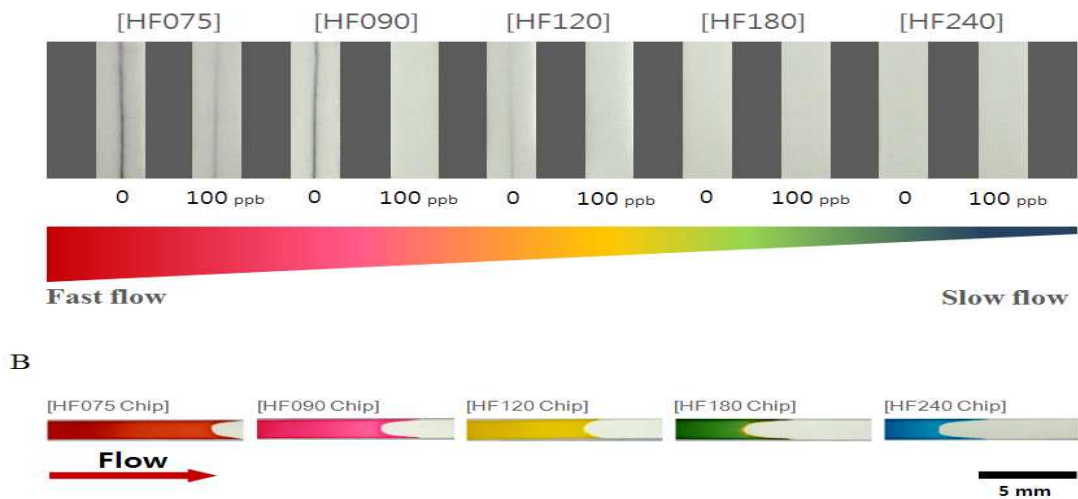 [HF075] [HF090] [HF120] [HF180] [HF240]
0 100 ppb 0 100 ppb 0 100 ppb 0 100 ppb 0 100 ppb
Fast flow Slow flow
B
[HF075 Chip] [HF090 Chip] [HF120 Chip] [HF180 Chip] [HF240 Chip]
Flow
5 mm